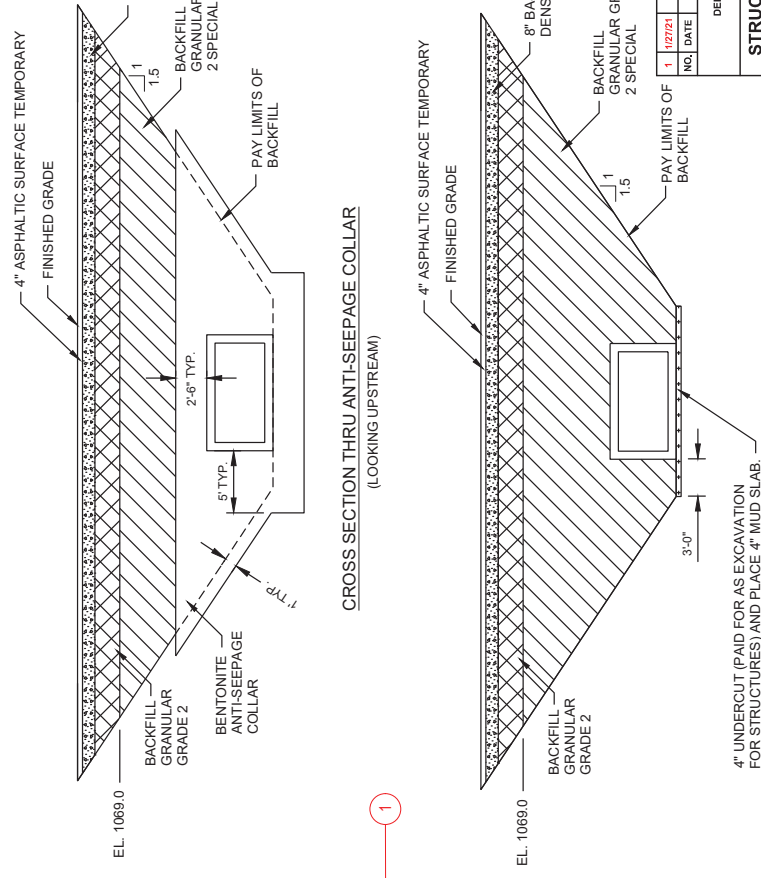 4" ASPHALTIC SURFACE TEMPORARY
FINISHED GRADE
1
1.5
BACKFILL
GRANULAR
2 SPECIAL
PAY LIMITS OF
BACKFILL
2'-6" TYP.
5' TYP.
1' TYP.
EL. 1069.0
BACKFILL
GRANULAR
GRADE 2
BENTONITE
ANTI-SEEPAGE
COLLAR
CROSS SECTION THRU ANTI-SEEPAGE COLLAR
(LOOKING UPSTREAM)
1
4" ASPHALTIC SURFACE TEMPORARY
FINISHED GRADE
8" BA
DENS
BACKFILL
GRANULAR GR
2 SPECIAL
1
1.5
PAY LIMITS OF
BACKFILL
EL. 1069.0
BACKFILL
GRANULAR
GRADE 2
3'-0"
4" UNDERCUT (PAID FOR AS EXCAVATION
FOR STRUCTURES) AND PLACE 4" MUD SLAB.
1 1/27/21
NO. DATE
STRUC